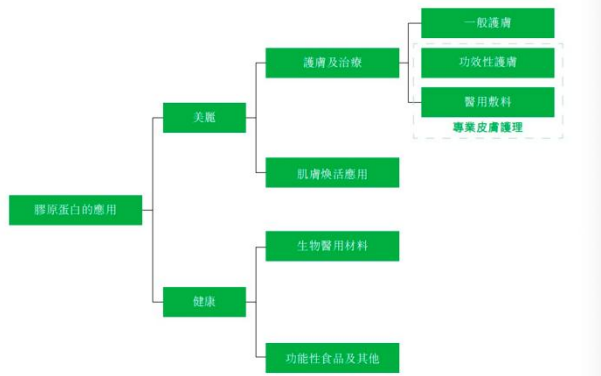 一般護膚
護膚及治療
功效性護膚
醫用敷料
專業皮膚護理
美麗
肌膚煥活應用
膠原蛋白的應用
生物醫用材料
健康
功能性食品及其他